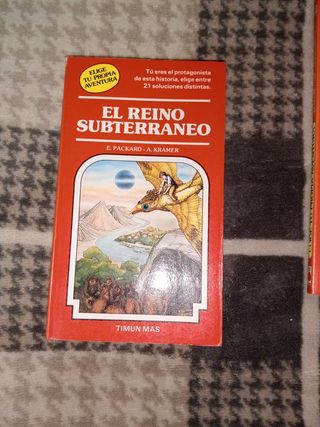 ELIGE
TU PROPIA
AVENTURA
Tú eres el protagonista
de esta historia, elige entre
21 soluciones distintas.
EL REINO
SUBTERRANEO
E. PACKARD - A. KRAMER
TIMUN MAS